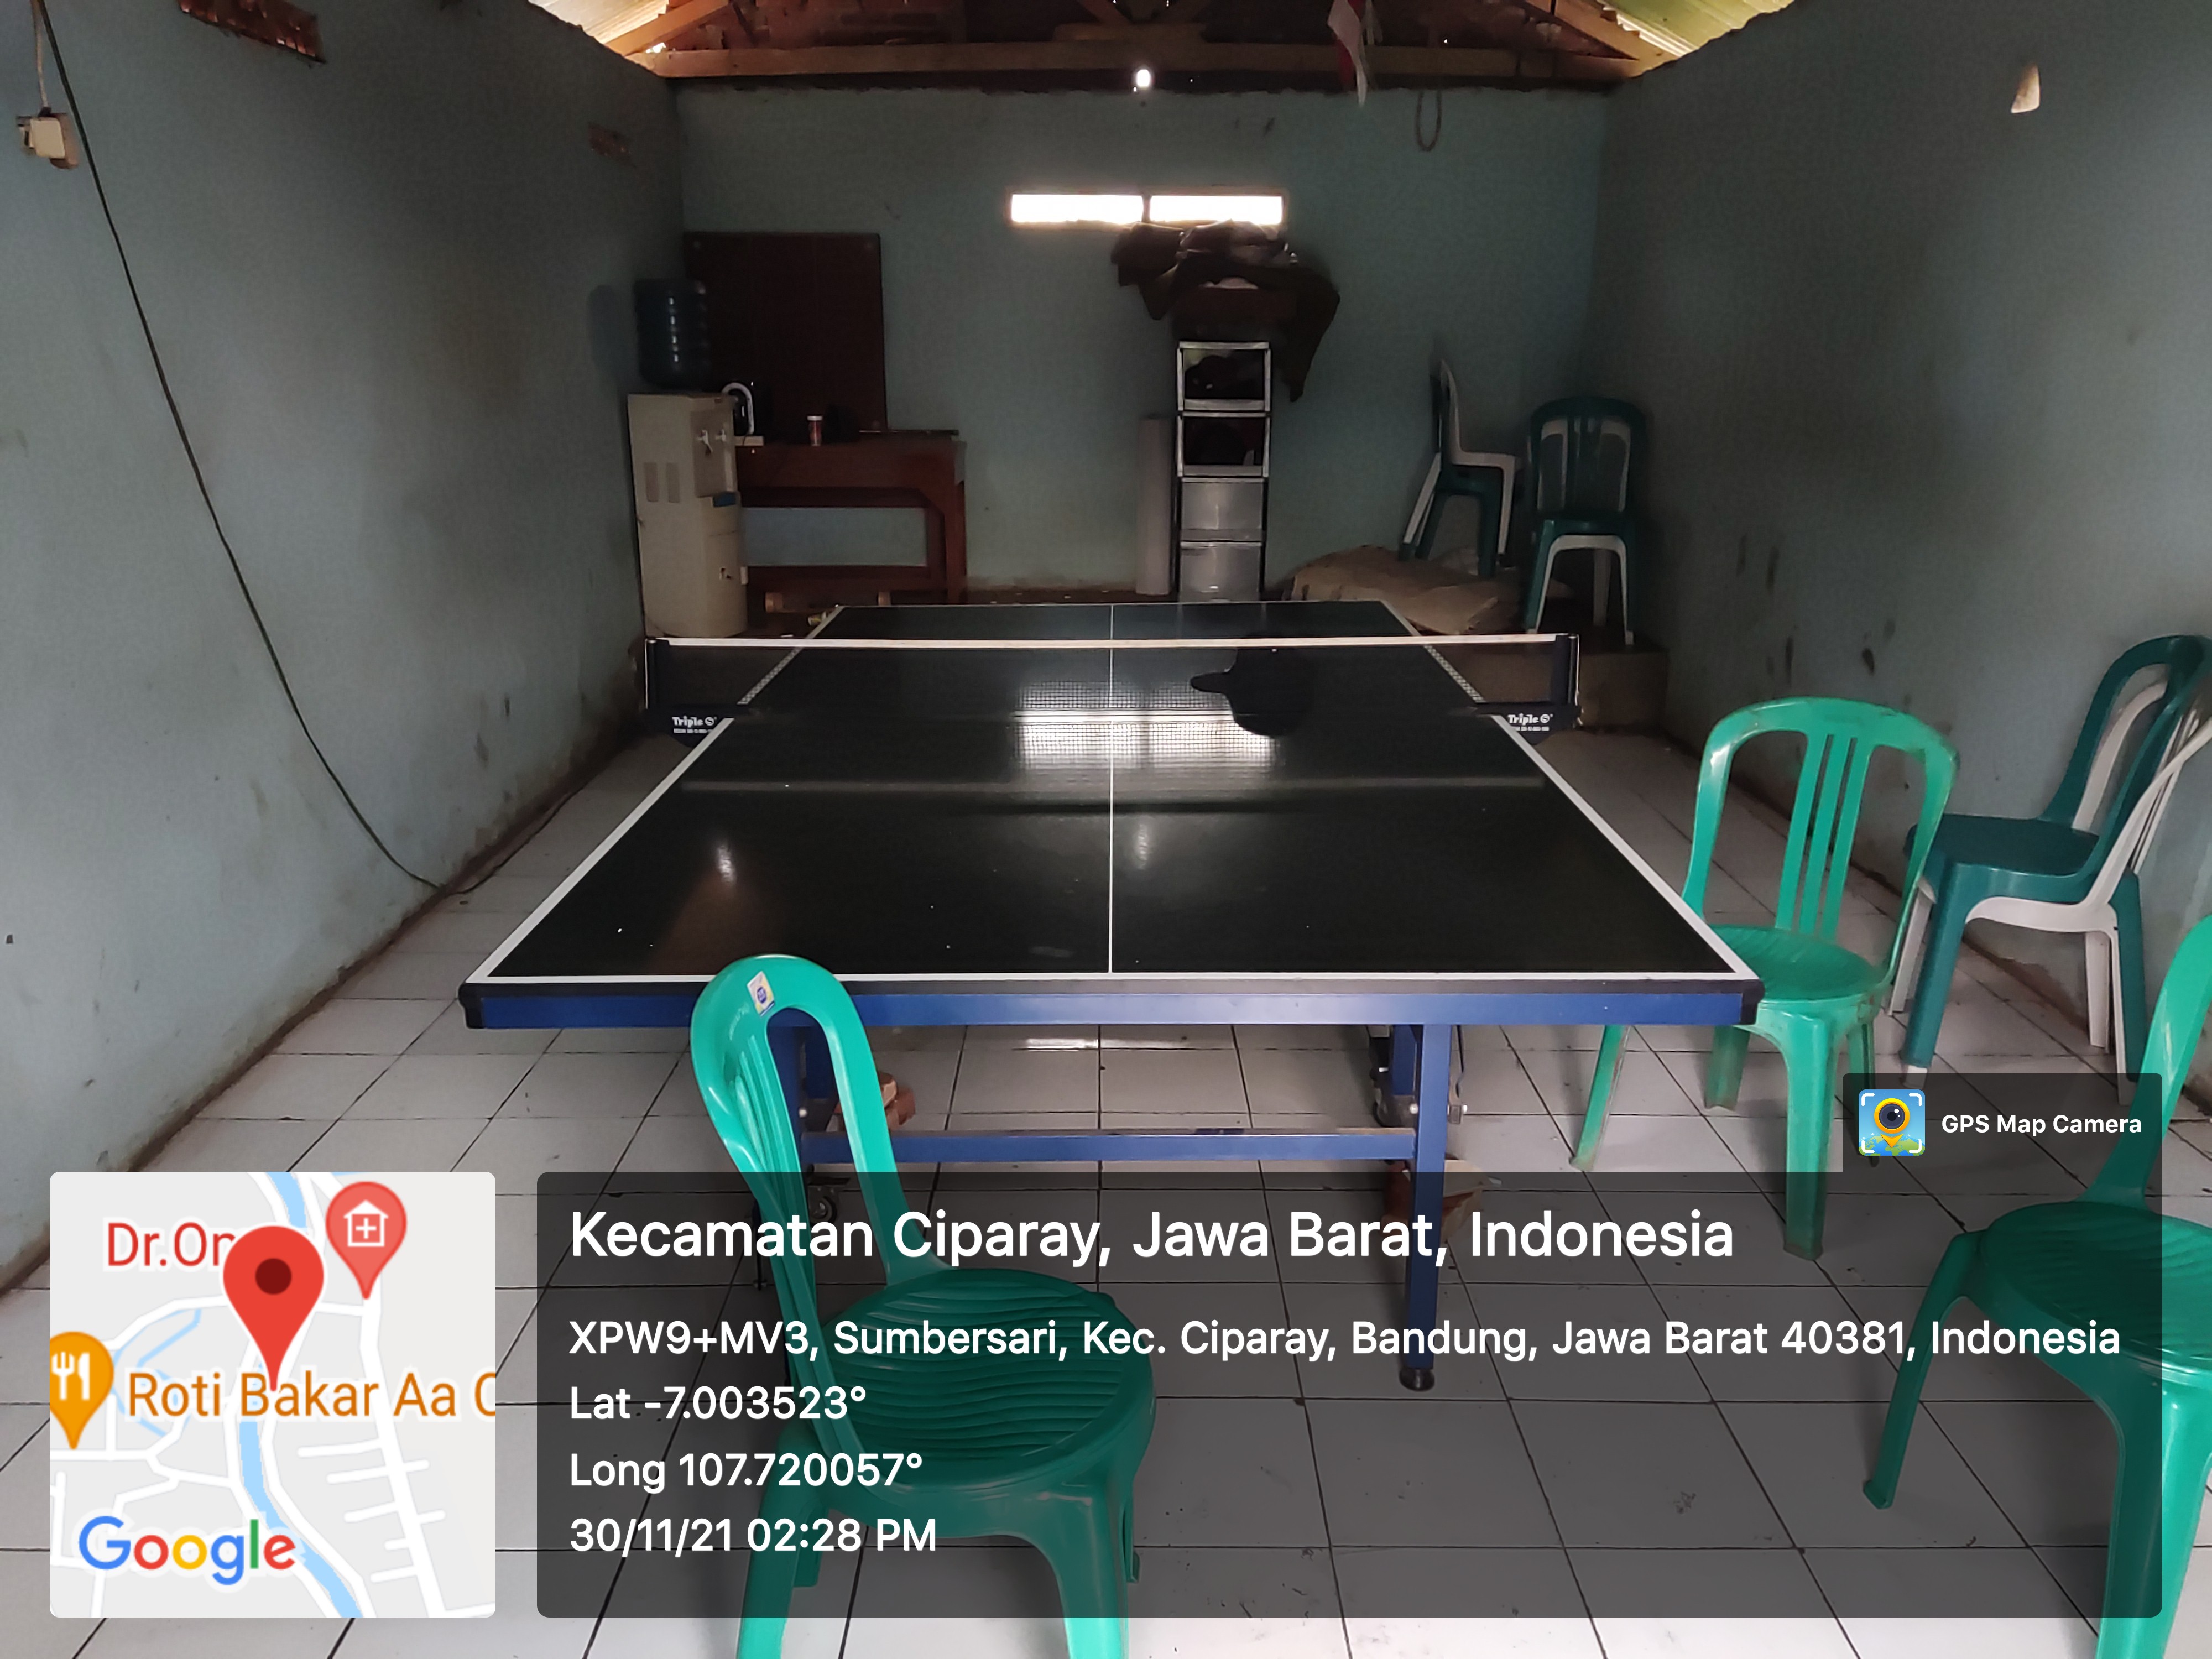 Triple S
Triple S
GPS Map Camera
Dr.On
Roti Bakar Aa C
Google
Kecamatan Ciparay, Jawa Barat, Indonesia
XPW9+MV3, Sumbersari, Kec. Ciparay, Bandung, Jawa Barat 40381, Indonesia
Lat -7.003523°
Long 107.720057°
30/11/21 02:28 PM